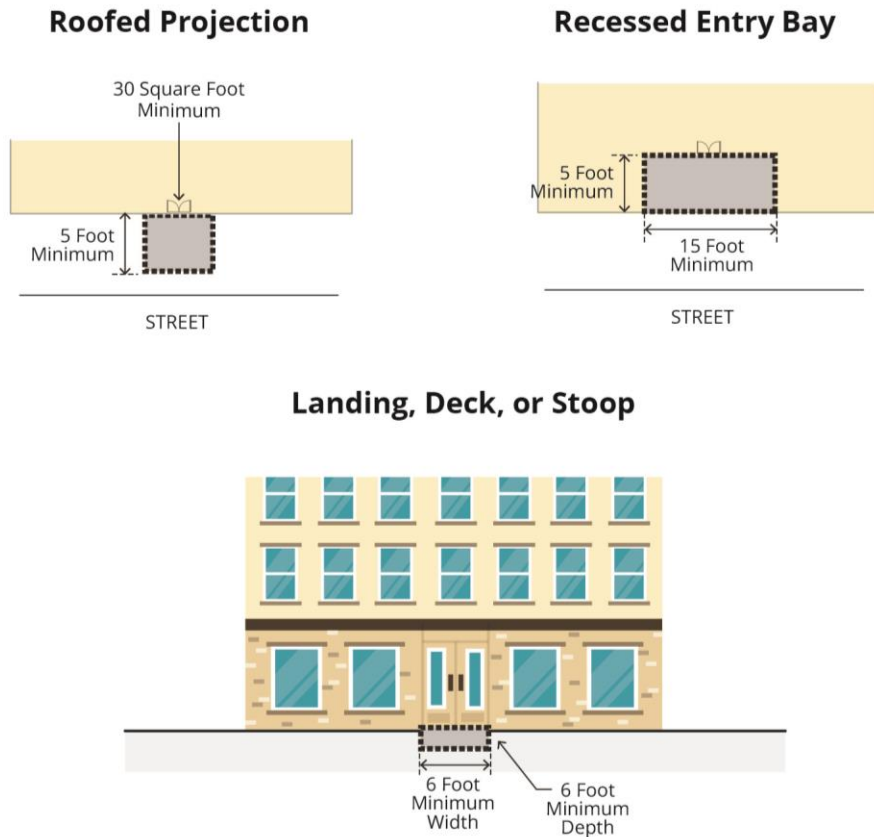 Roofed Projection
30 Square Foot
Minimum
5 Foot
Minimum
STREET
Recessed Entry Bay
5 Foot
Minimum
15 Foot
Minimum
STREET
Landing, Deck, or Stoop
6 Foot
Minimum
Width
6 Foot
Minimum
Depth